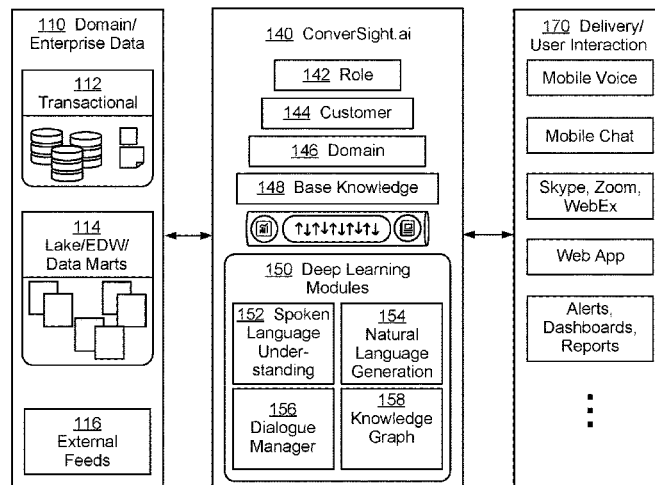 110 Domain/
Enterprise Data
112
Transactional
114
Lake/EDW/
Data Marts
116
External
Feeds
140 ConverSight.ai
142 Role
144 Customer
146 Domain
148 Base Knowledge
150 Deep Learning
Modules
152 Spoken
Language
Under-
standing
154
Natural
Language
Generation
156
Dialogue
Manager
158
Knowledge
Graph
170 Delivery/
User Interaction
Mobile Voice
Mobile Chat
Skype, Zoom,
WebEx
Web App
Alerts,
Dashboards,
Reports